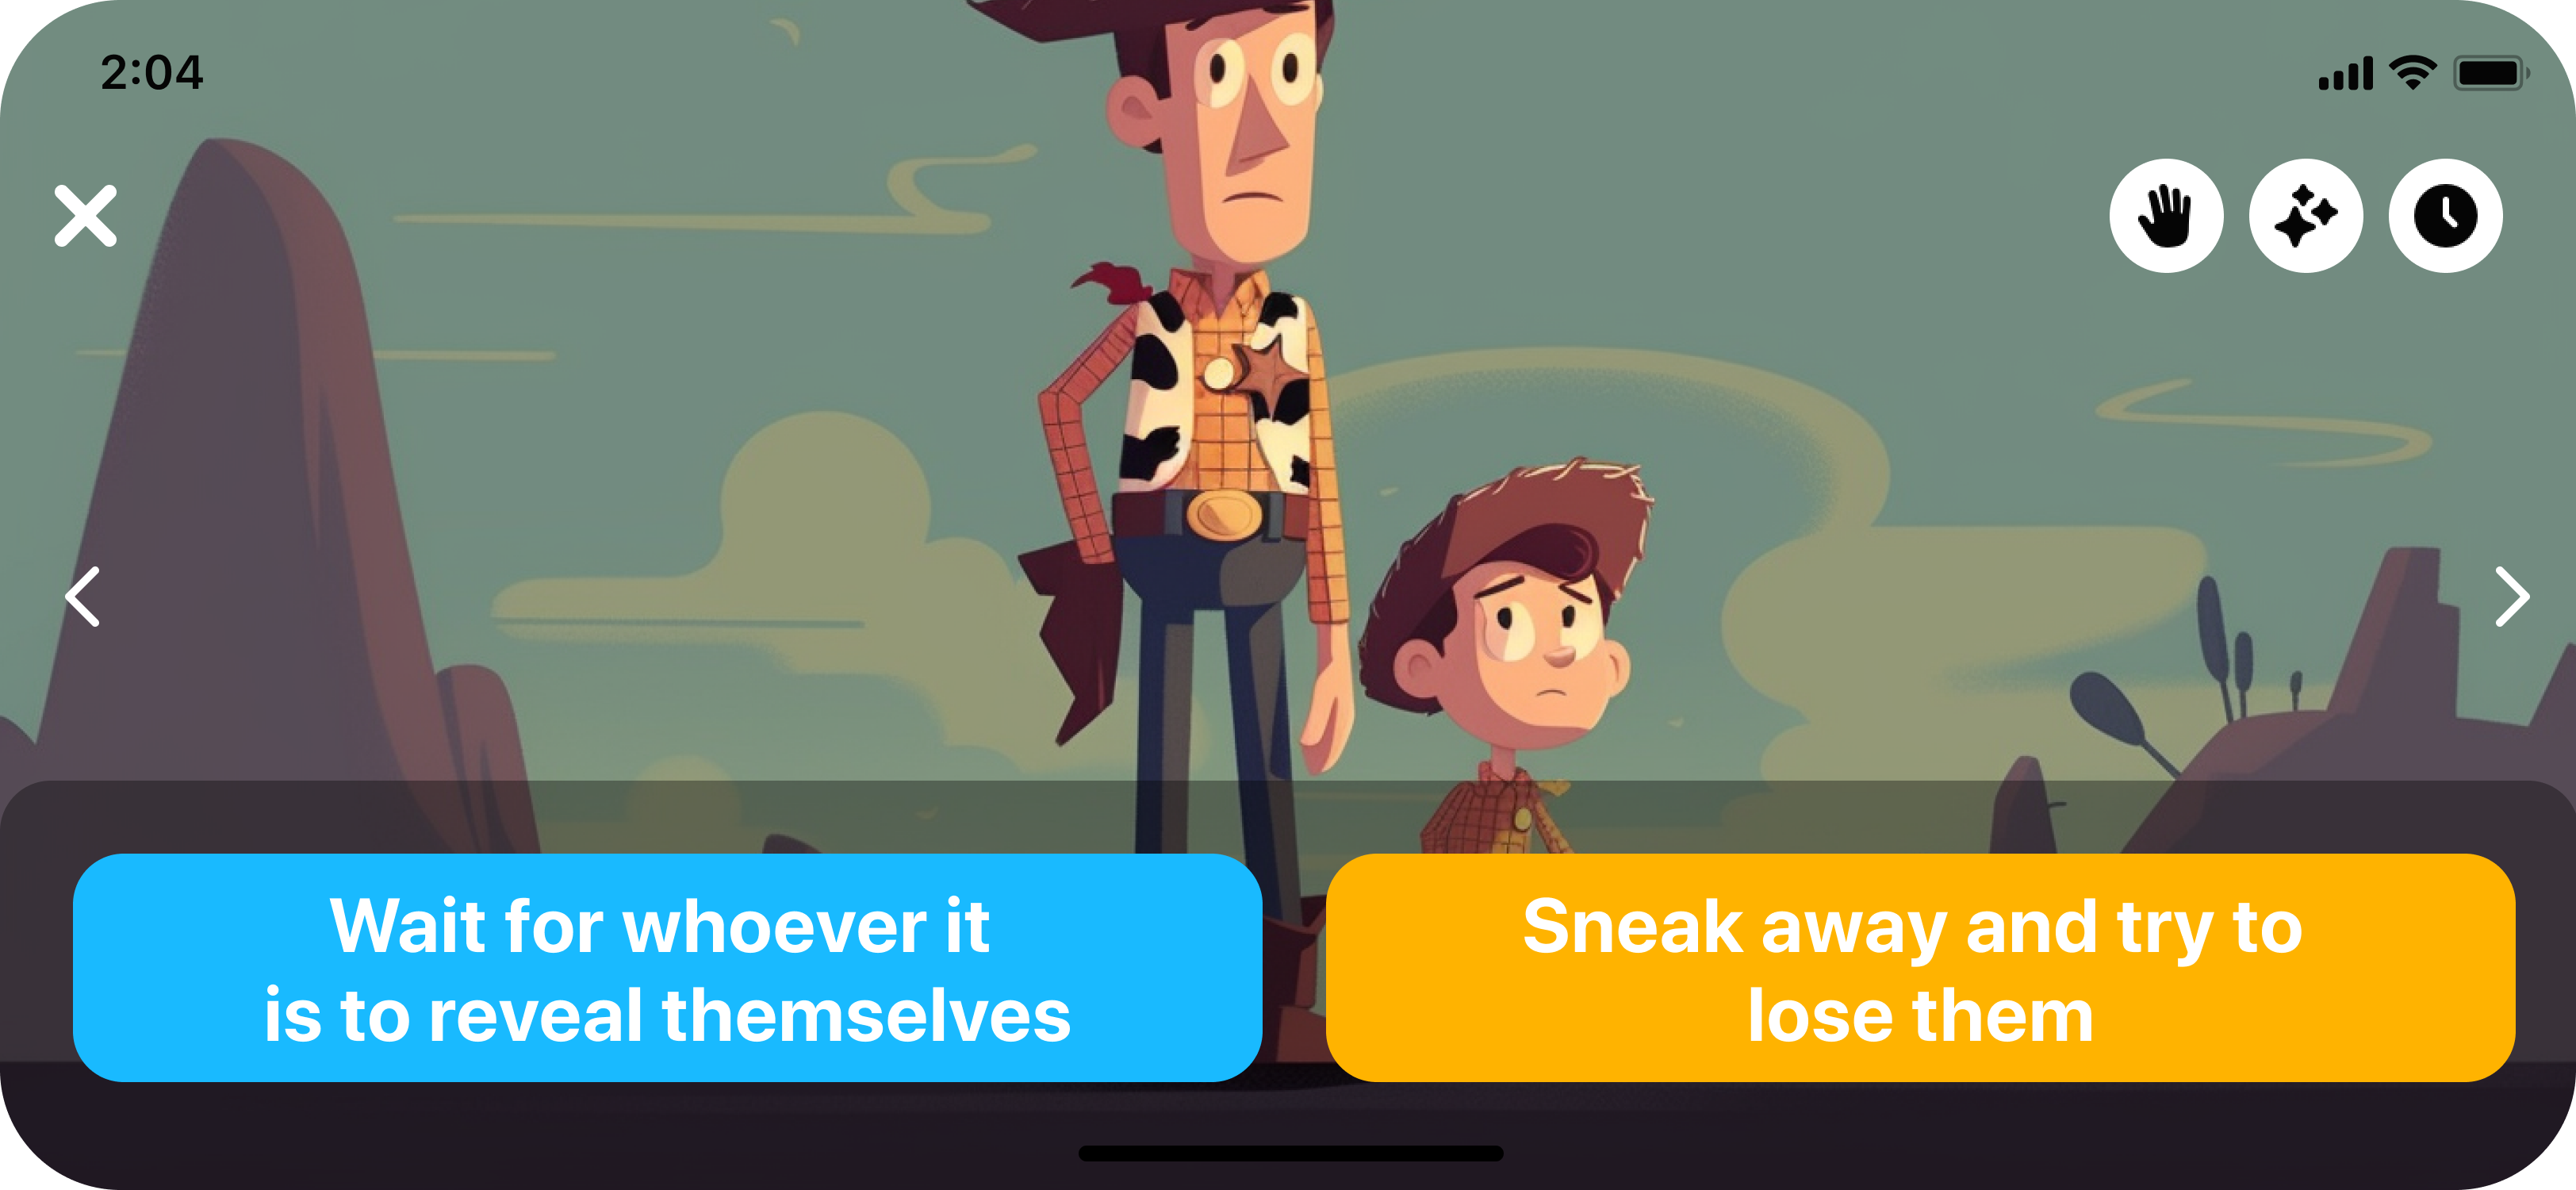 2:04
Wait for whoever it
is to reveal themselves
Sneak away and try to
lose them